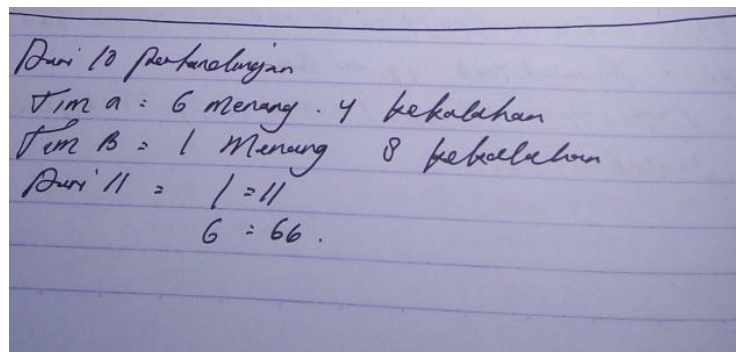 Dari 10 pertandingan
Tim a = 6 menang . 4 kekalahan
Tim B = 1 Menang 8 kekalahan
Dari 11 = 1 = 11
6 = 66 .